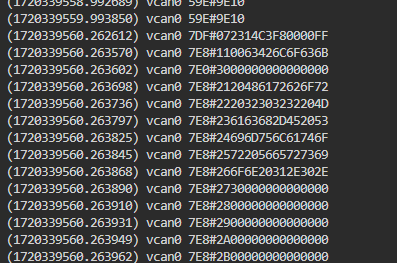 (1720339558.992689) vcan0 59E#9E10
(1720339559.993850) vcan0 59E#9E10
(1720339560.262612) vcan0 7DF#072314C3F80000FF
(1720339560.263570) vcan0 7E8#110063426C6F636B
(1720339560.263602) vcan0 7E0#3000000000000000
(1720339560.263698) vcan0 7E8#2120486172626F72
(1720339560.263736) vcan0 7E8#222032303232204D
(1720339560.263797) vcan0 7E8#236163682D452053
(1720339560.263825) vcan0 7E8#24696D756C61746F
(1720339560.263845) vcan0 7E8#2572205665727369
(1720339560.263868) vcan0 7E8#266F6E20312E302E
(1720339560.263890) vcan0 7E8#2730000000000000
(1720339560.263910) vcan0 7E8#2800000000000000
(1720339560.263931) vcan0 7E8#2900000000000000
(1720339560.263949) vcan0 7E8#2A00000000000000
(1720339560.263962) vcan0 7E8#2B00000000000000